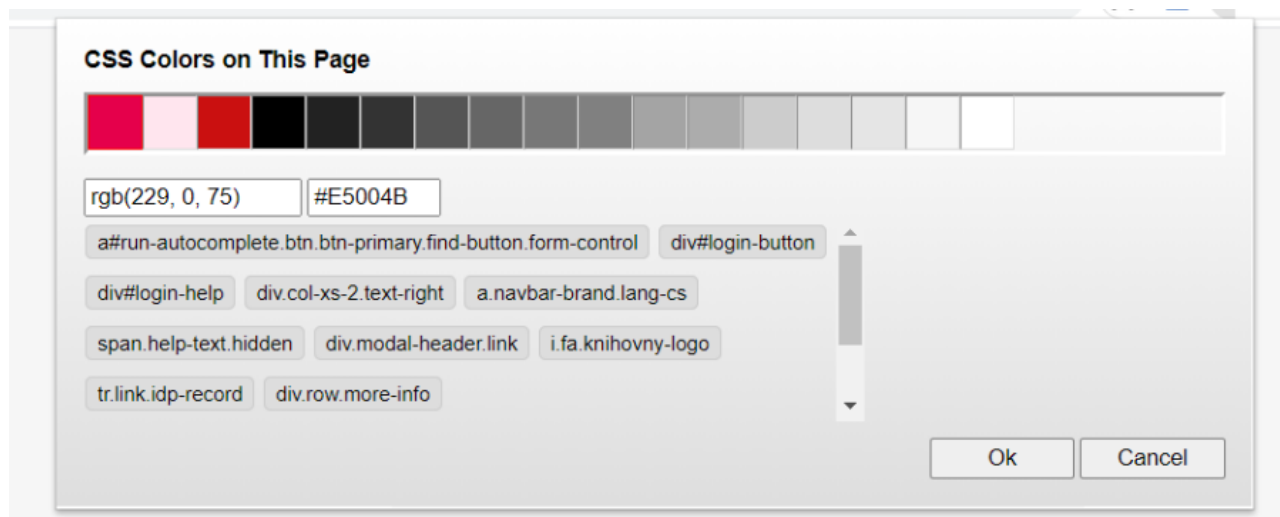 CSS Colors on This Page
rgb(229, 0, 75) #E5004B
a#run-autocomplete.btn.btn-primary.find-button.form-control div#login-button
div#login-help div.col-xs-2.text-right a.navbar-brand.lang-cs
span.help-text.hidden div.modal-header.link i.fa.knihovny-logo
tr.link.idp-record div.row.more-info
Ok Cancel